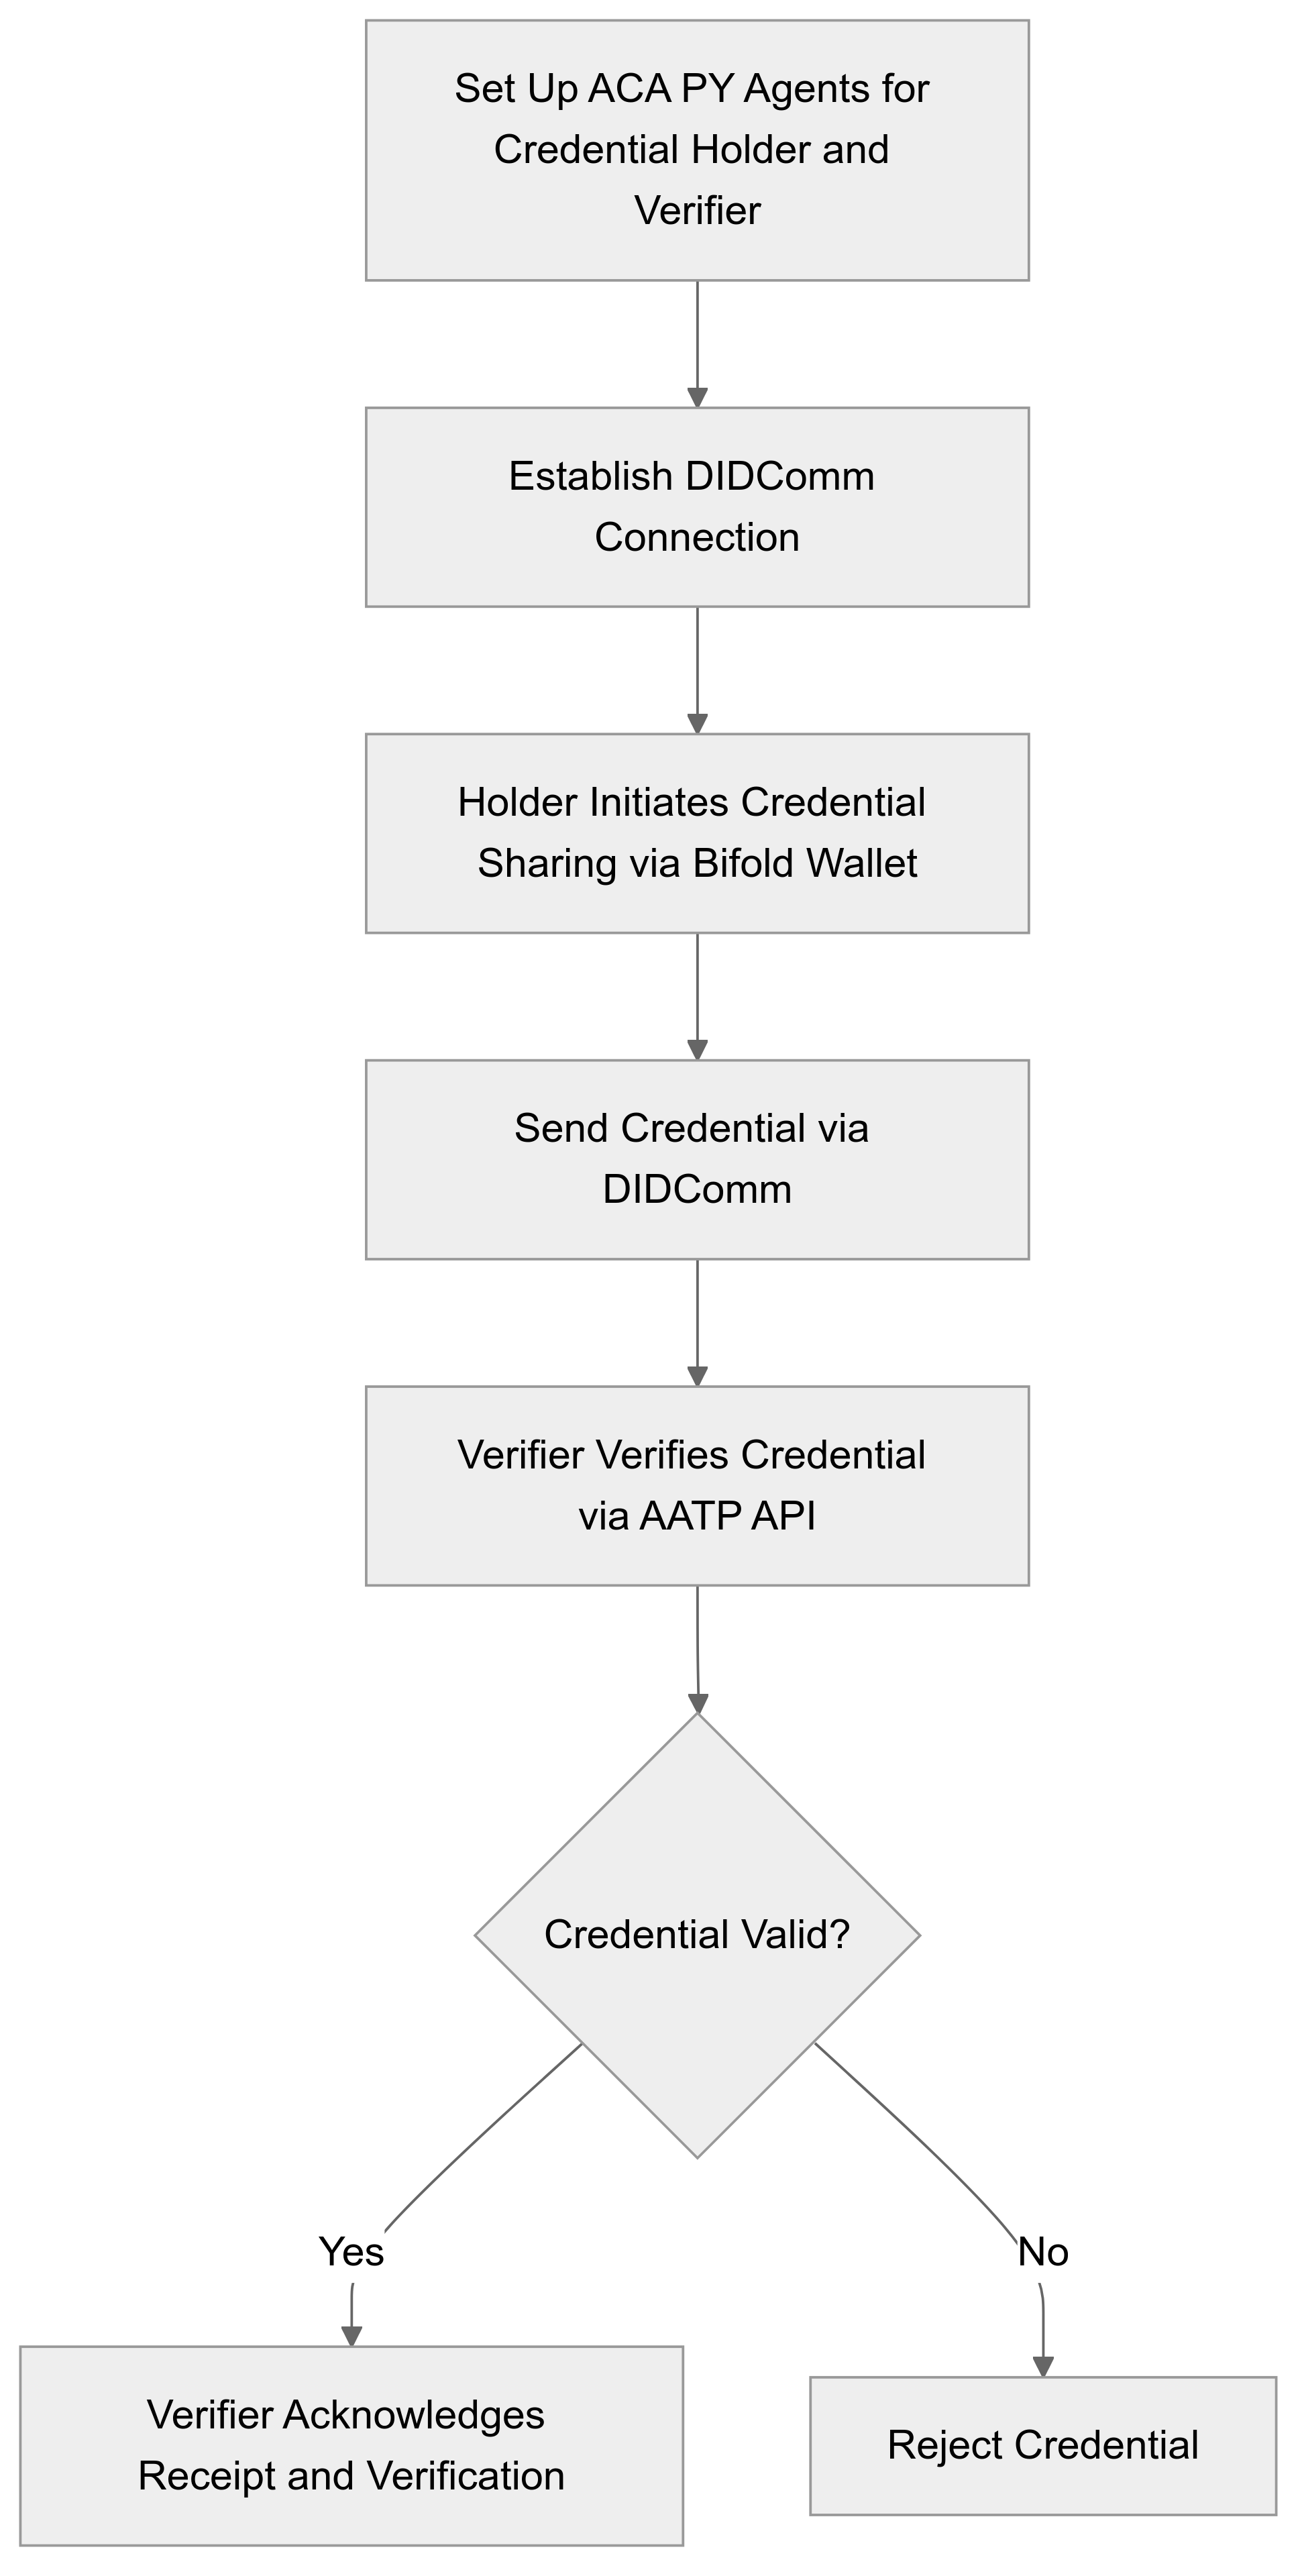 Set Up ACA PY Agents for
Credential Holder and
Verifier
Establish DIDComm
Connection
Holder Initiates Credential
Sharing via Bifold Wallet
Send Credential via
DIDComm
Verifier Verifies Credential
via AATP API
Credential Valid?
Yes
No
Verifier Acknowledges
Receipt and Verification
Reject Credential